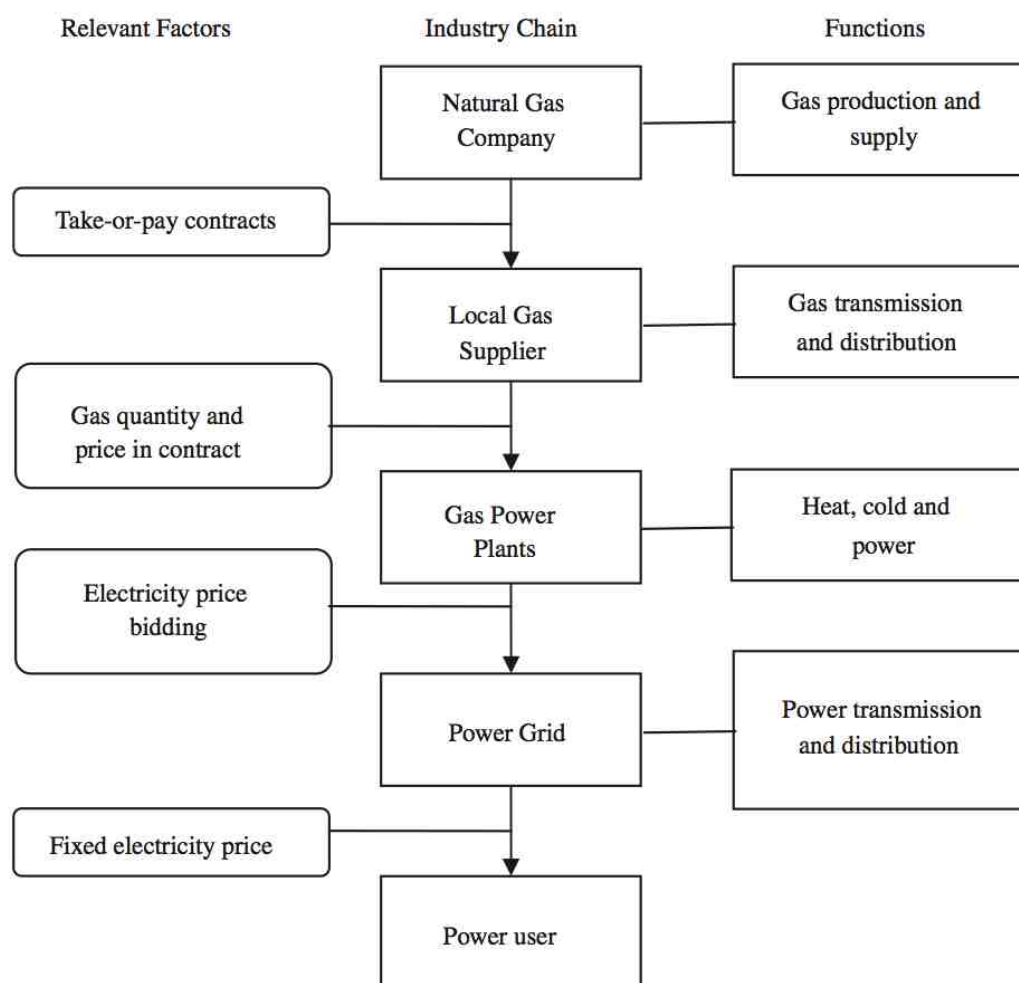 Relevant Factors
Industry Chain
Functions
Natural Gas
Company
Gas production and
supply
Take-or-pay contracts
Local Gas
Supplier
Gas transmission
and distribution
Gas quantity and
price in contract
Gas Power
Plants
Heat, cold and
power
Electricity price
bidding
Power Grid
Power transmission
and distribution
Fixed electricity price
Power user